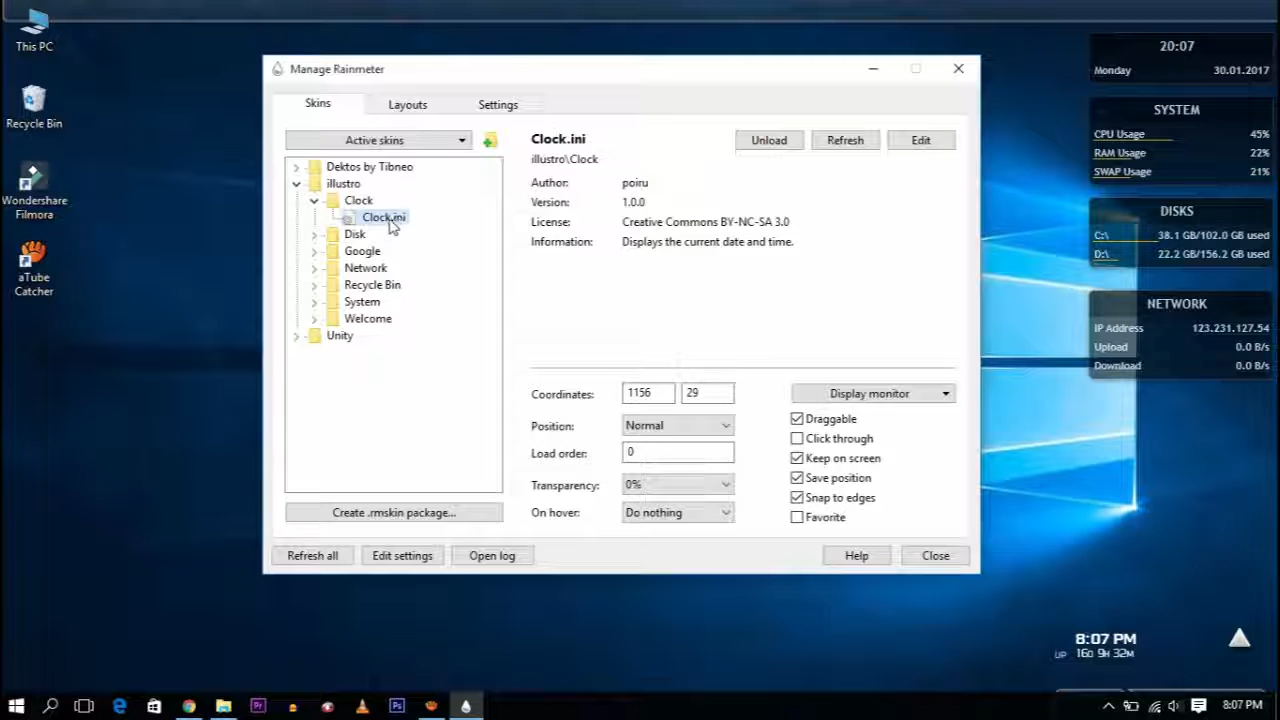 This PC
Recycle Bin
Wondershare
Filmora
aTube
Catcher
Manage Rainmeter
Skins
Layouts
Settings
Active skins
Dektos by Tibneo
illustro
Clock
Clock.ini
Disk
Google
Network
Recycle Bin
System
Welcome
Unity
Create .rmskin package...
Clock.ini
illustro\Clock
Unload
Refresh
Edit
Author: poiru
Version: 1.0.0
License: Creative Commons BY-NC-SA 3.0
Information: Displays the current date and time.
Coordinates: 1156 29
Position: Normal
Load order: 0
Transparency: 0%
On hover: Do nothing
Display monitor
Draggable
Click through
Keep on screen
Save position
Snap to edges
Favorite
Refresh all
Edit settings
Open log
Help
Close
20:07
Monday 30.01.2017
SYSTEM
CPU Usage 45%
RAM Usage 22%
SWAP Usage 21%
DISKS
C:\ 38.1 GB/102.0 GB used
D:\ 22.2 GB/156.2 GB used
NETWORK
IP Address 123.231.127.54
Upload 0.0 B/s
Download 0.0 B/s
8:07 PM
UP 16D 9H 32M
Pr
Ps
8:07 PM